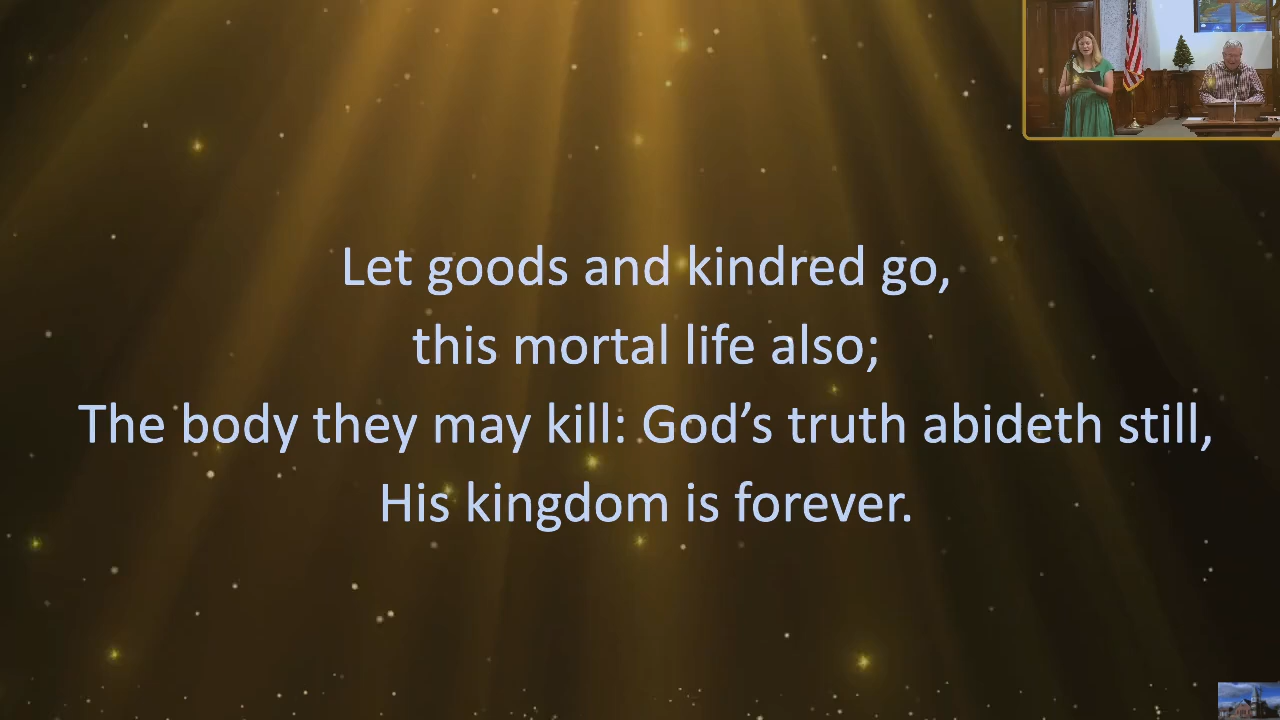 Let goods and kindred go,
this mortal life also;
The body they may kill: God’s truth abideth still,
His kingdom is forever.